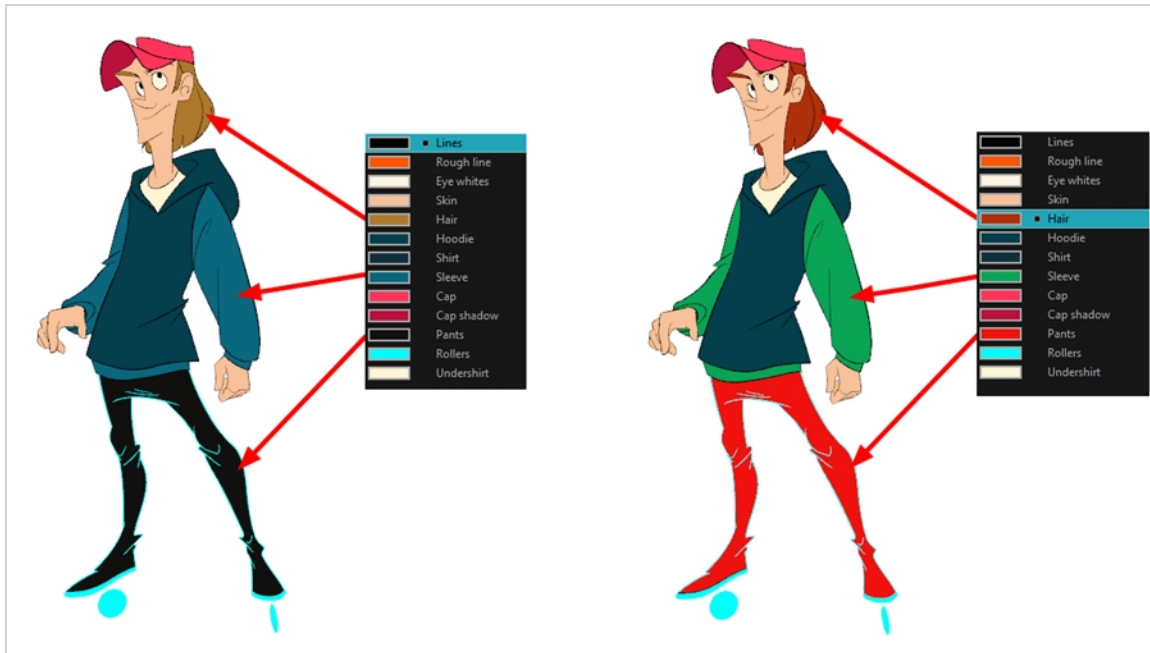 Lines
Rough line
Eye whites
Skin
Hair
Hoodie
Shirt
Sleeve
Cap
Cap shadow
Pants
Rollers
Undershirt
Lines
Rough line
Eye whites
Skin
Hair
Hoodie
Shirt
Sleeve
Cap
Cap shadow
Pants
Rollers
Undershirt